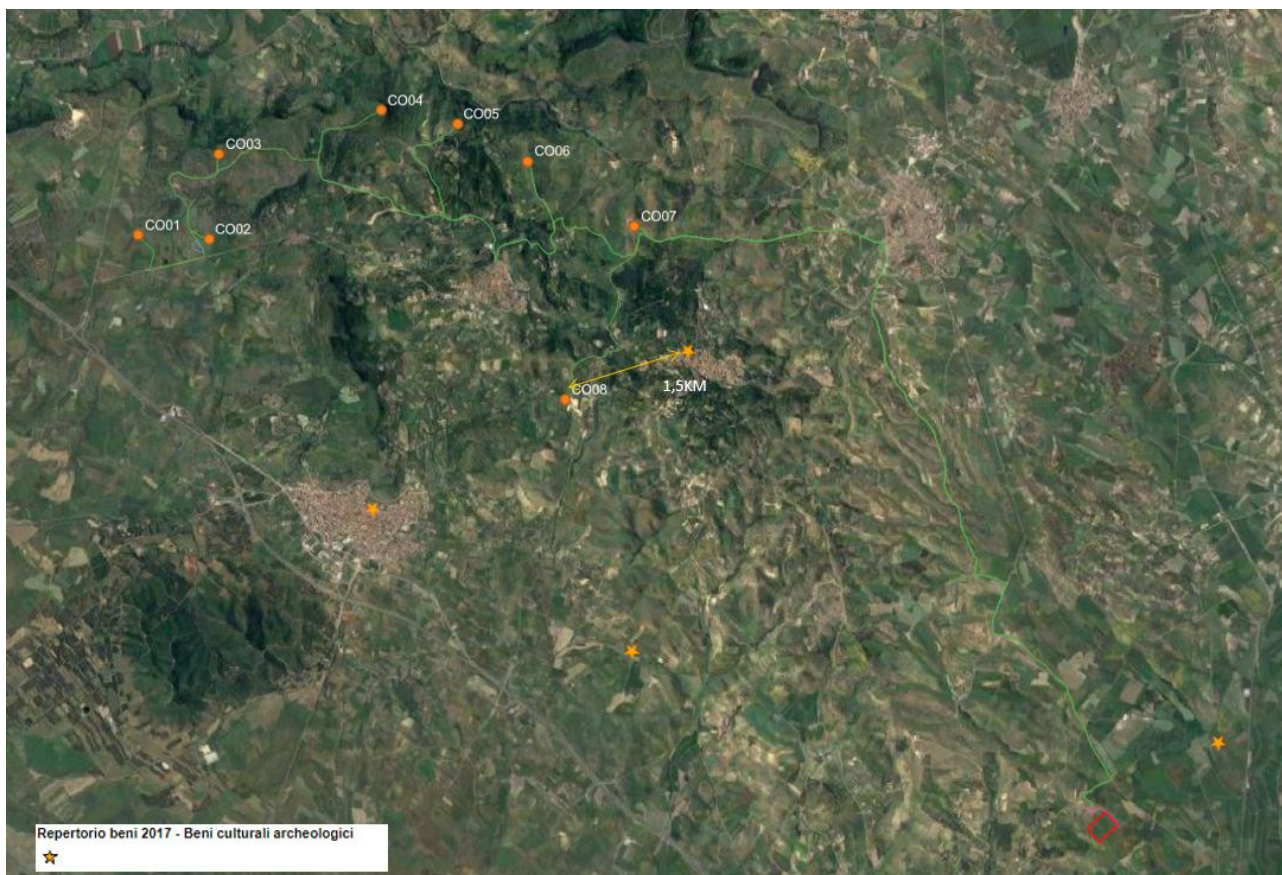 CO04
CO05
CO03
CO06
CO07
CO01
CO02
1,5KM
CO08
Repertorio beni 2017 - Beni culturali archeologici